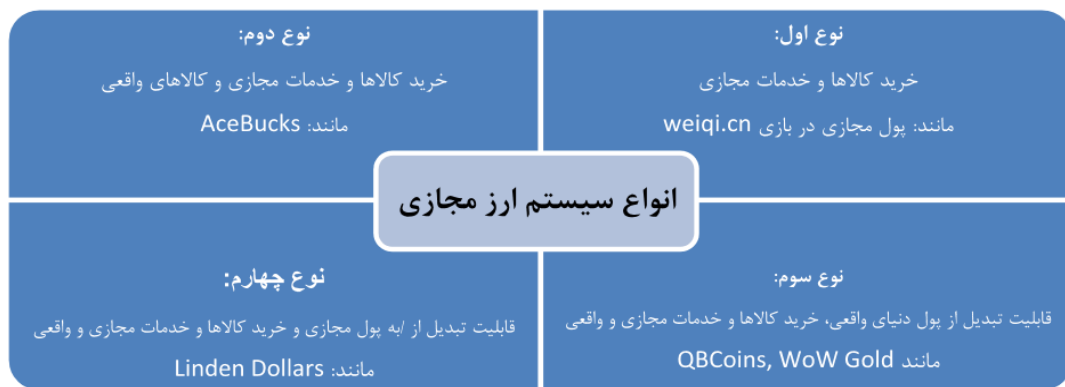 نوع اول:
خرید کالاها و خدمات مجازی
مانند: پول مجازی در بازی weiqi.cn
نوع دوم:
خرید کالاها و خدمات مجازی و کالاهای واقعی
مانند: AceBucks
انواع سیستم ارز مجازی
نوع سوم:
قابلیت تبدیل از پول دنیای واقعی، خرید کالاها و خدمات مجازی و واقعی
مانند QBCoins, WoW Gold
نوع چهارم:
قابلیت تبدیل از /به پول مجازی و خرید کالاها و خدمات مجازی و واقعی
مانند: Linden Dollars